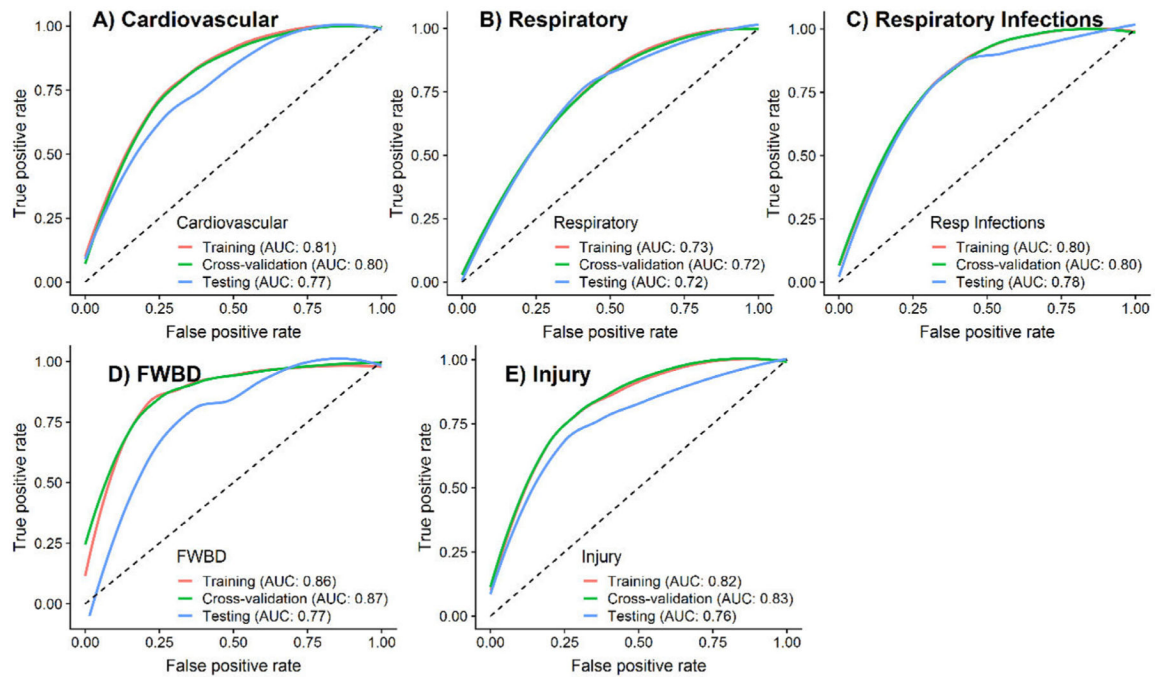 A) Cardiovascular
True positive rate
1.00
0.75
0.50
0.25
0.00
Cardiovascular
Training (AUC: 0.81)
Cross-validation (AUC: 0.80)
Testing (AUC: 0.77)
0.00 0.25 0.50 0.75 1.00
False positive rate
B) Respiratory
True positive rate
1.00
0.75
0.50
0.25
0.00
Respiratory
Training (AUC: 0.73)
Cross-validation (AUC: 0.72)
Testing (AUC: 0.72)
0.00 0.25 0.50 0.75 1.00
False positive rate
C) Respiratory Infections
True positive rate
1.00
0.75
0.50
0.25
0.00
Resp Infections
Training (AUC: 0.80)
Cross-validation (AUC: 0.80)
Testing (AUC: 0.78)
0.00 0.25 0.50 0.75 1.00
False positive rate
D) FWBD
True positive rate
1.00
0.75
0.50
0.25
0.00
FWBD
Training (AUC: 0.86)
Cross-validation (AUC: 0.87)
Testing (AUC: 0.77)
0.00 0.25 0.50 0.75 1.00
False positive rate
E) Injury
True positive rate
1.00
0.75
0.50
0.25
0.00
Injury
Training (AUC: 0.82)
Cross-validation (AUC: 0.83)
Testing (AUC: 0.76)
0.00 0.25 0.50 0.75 1.00
False positive rate